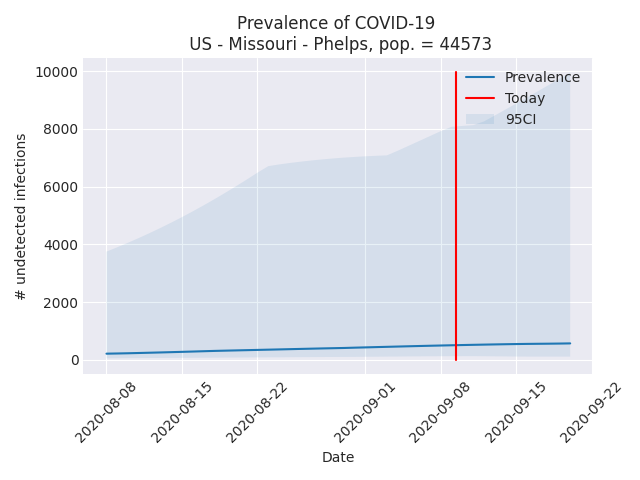 Prevalence of COVID-19
US - Missouri - Phelps, pop. = 44573
10000
8000
6000
4000
2000
0
# undetected infections
Prevalence
Today
95CI
2020-08-08
2020-08-15
2020-08-22
2020-09-01
2020-09-08
2020-09-15
2020-09-22
Date